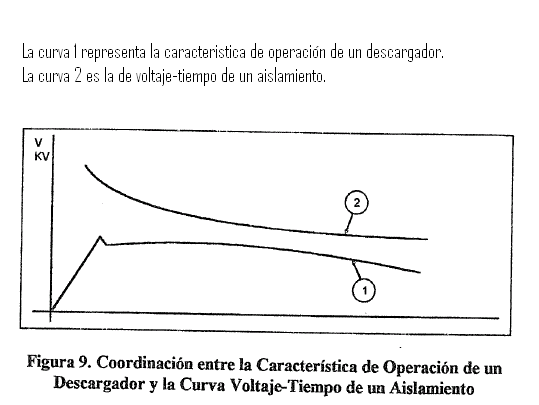 La curva 1 representa la caracteristica de operación de un descargador.
La curva 2 es la de voltaje-tiempo de un aislamiento.
V
KV
2
1
Figura 9. Coordinación entre la Característica de Operación de un
Descargador y la Curva Voltaje-Tiempo de un Aislamiento